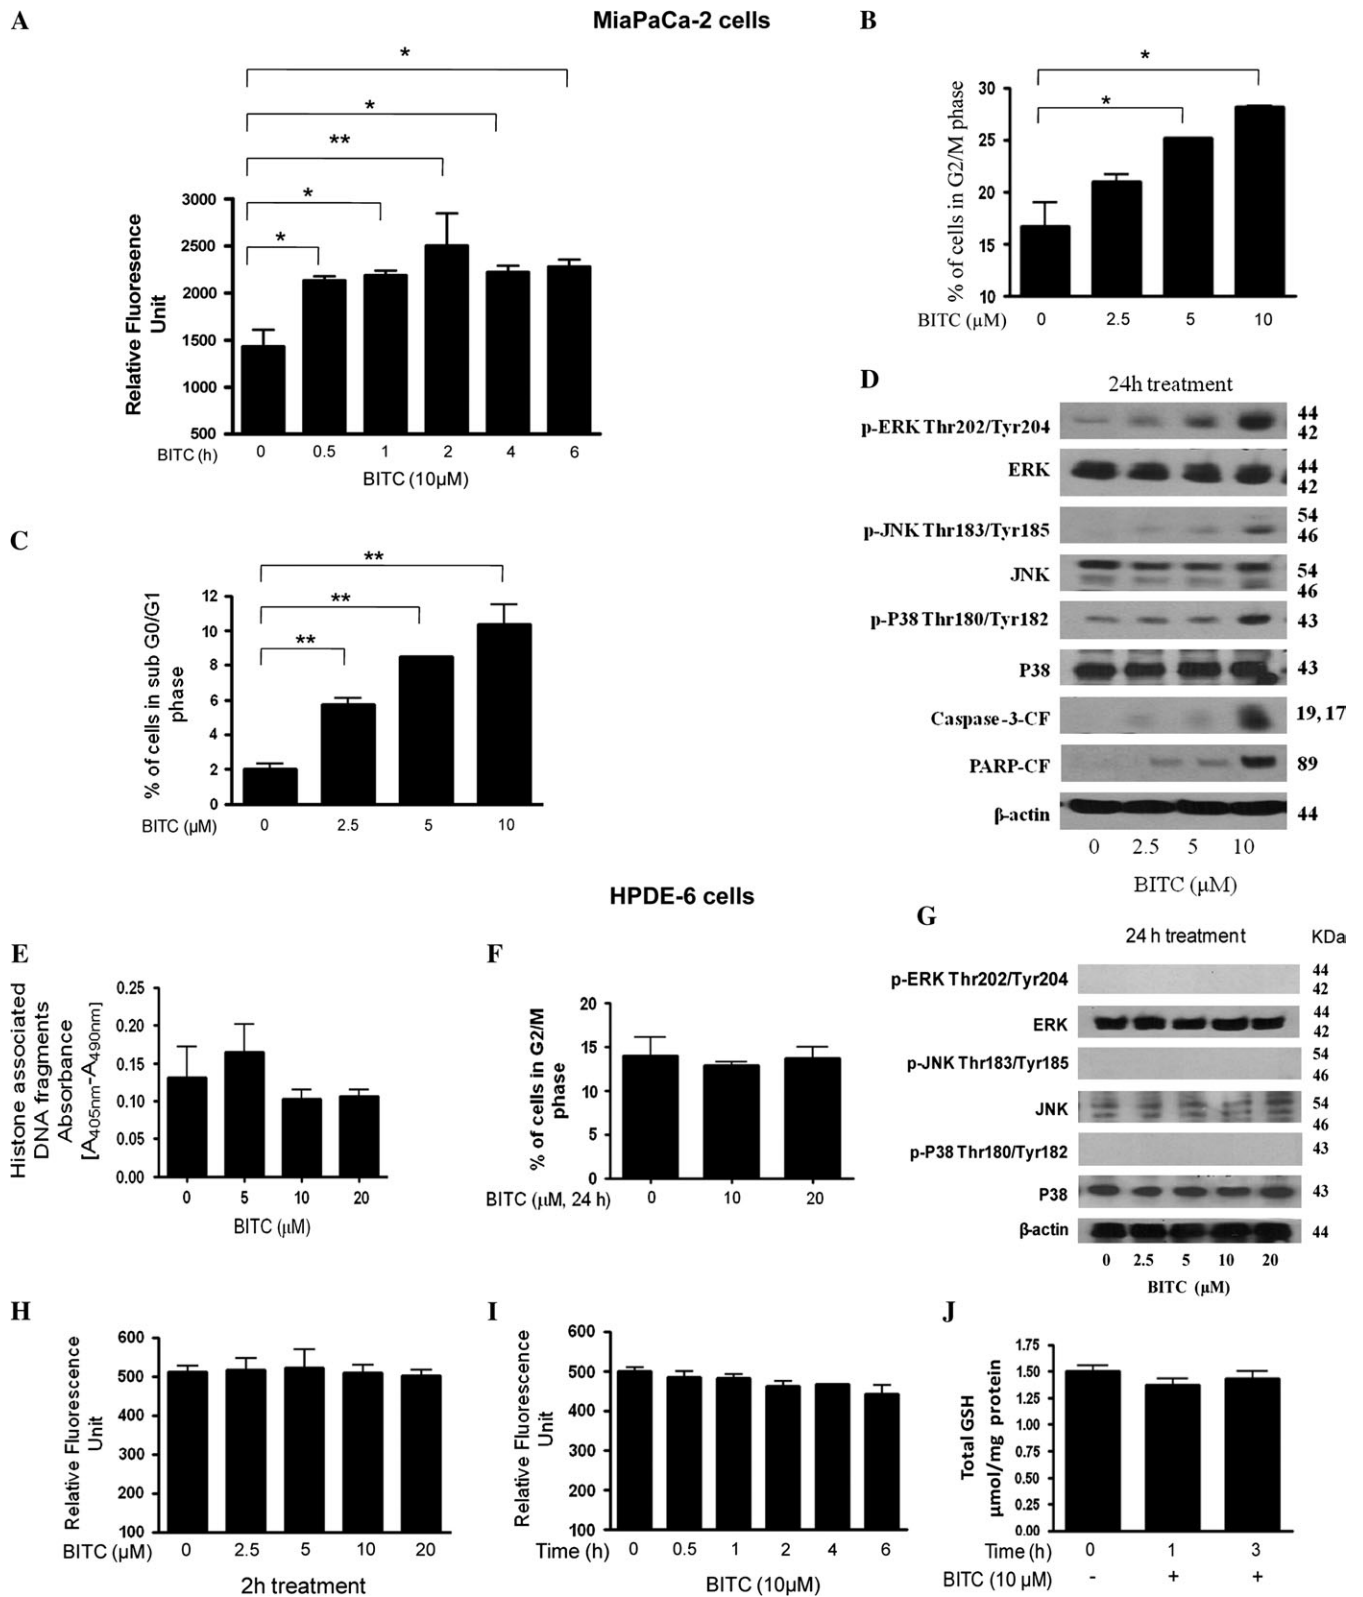 A
MiaPaCa-2 cells
*
*
**
*
*
Relative Fluoresence
Unit
3000
2500
2000
1500
1000
500
BITC (h) 0 0.5 1 2 4 6
BITC (10µM)
B
*
*
% of cells in G2/M phase
30
25
20
15
10
BITC (µM) 0 2.5 5 10
C
**
**
**
% of cells in sub G0/G1
phase
12
10
8
6
4
2
0
BITC (µM) 0 2.5 5 10
D
24h treatment
p-ERK Thr202/Tyr204 44
42
ERK 44
42
p-JNK Thr183/Tyr185 54
46
JNK 54
46
p-P38 Thr180/Tyr182 43
P38 43
Caspase-3-CF 19, 17
PARP-CF 89
β-actin 44
0 2.5 5 10
BITC (µM)
HPDE-6 cells
E
Histone associated
DNA fragments
Absorbance
[A405nm-A490nm]
0.25
0.20
0.15
0.10
0.05
0.00
0 5 10 20
BITC (µM)
F
% of cells in G2/M
phase
20
15
10
5
0
BITC (µM, 24 h) 0 10 20
G
24 h treatment KDa
p-ERK Thr202/Tyr204 44
42
ERK 44
42
p-JNK Thr183/Tyr185 54
46
JNK 54
46
p-P38 Thr180/Tyr182 43
P38 43
β-actin 44
0 2.5 5 10 20
BITC (µM)
H
Relative Fluorescence
Unit
600
500
400
300
200
100
BITC (µM) 0 2.5 5 10 20
2h treatment
I
Relative Fluorescence
Unit
600
500
400
300
200
100
Time (h) 0 0.5 1 2 4 6
BITC (10µM)
J
Total GSH
µmol/mg protein
1.75
1.50
1.25
1.00
0.75
0.50
0.25
0.00
Time (h) 0 1 3
BITC (10 µM) - + +